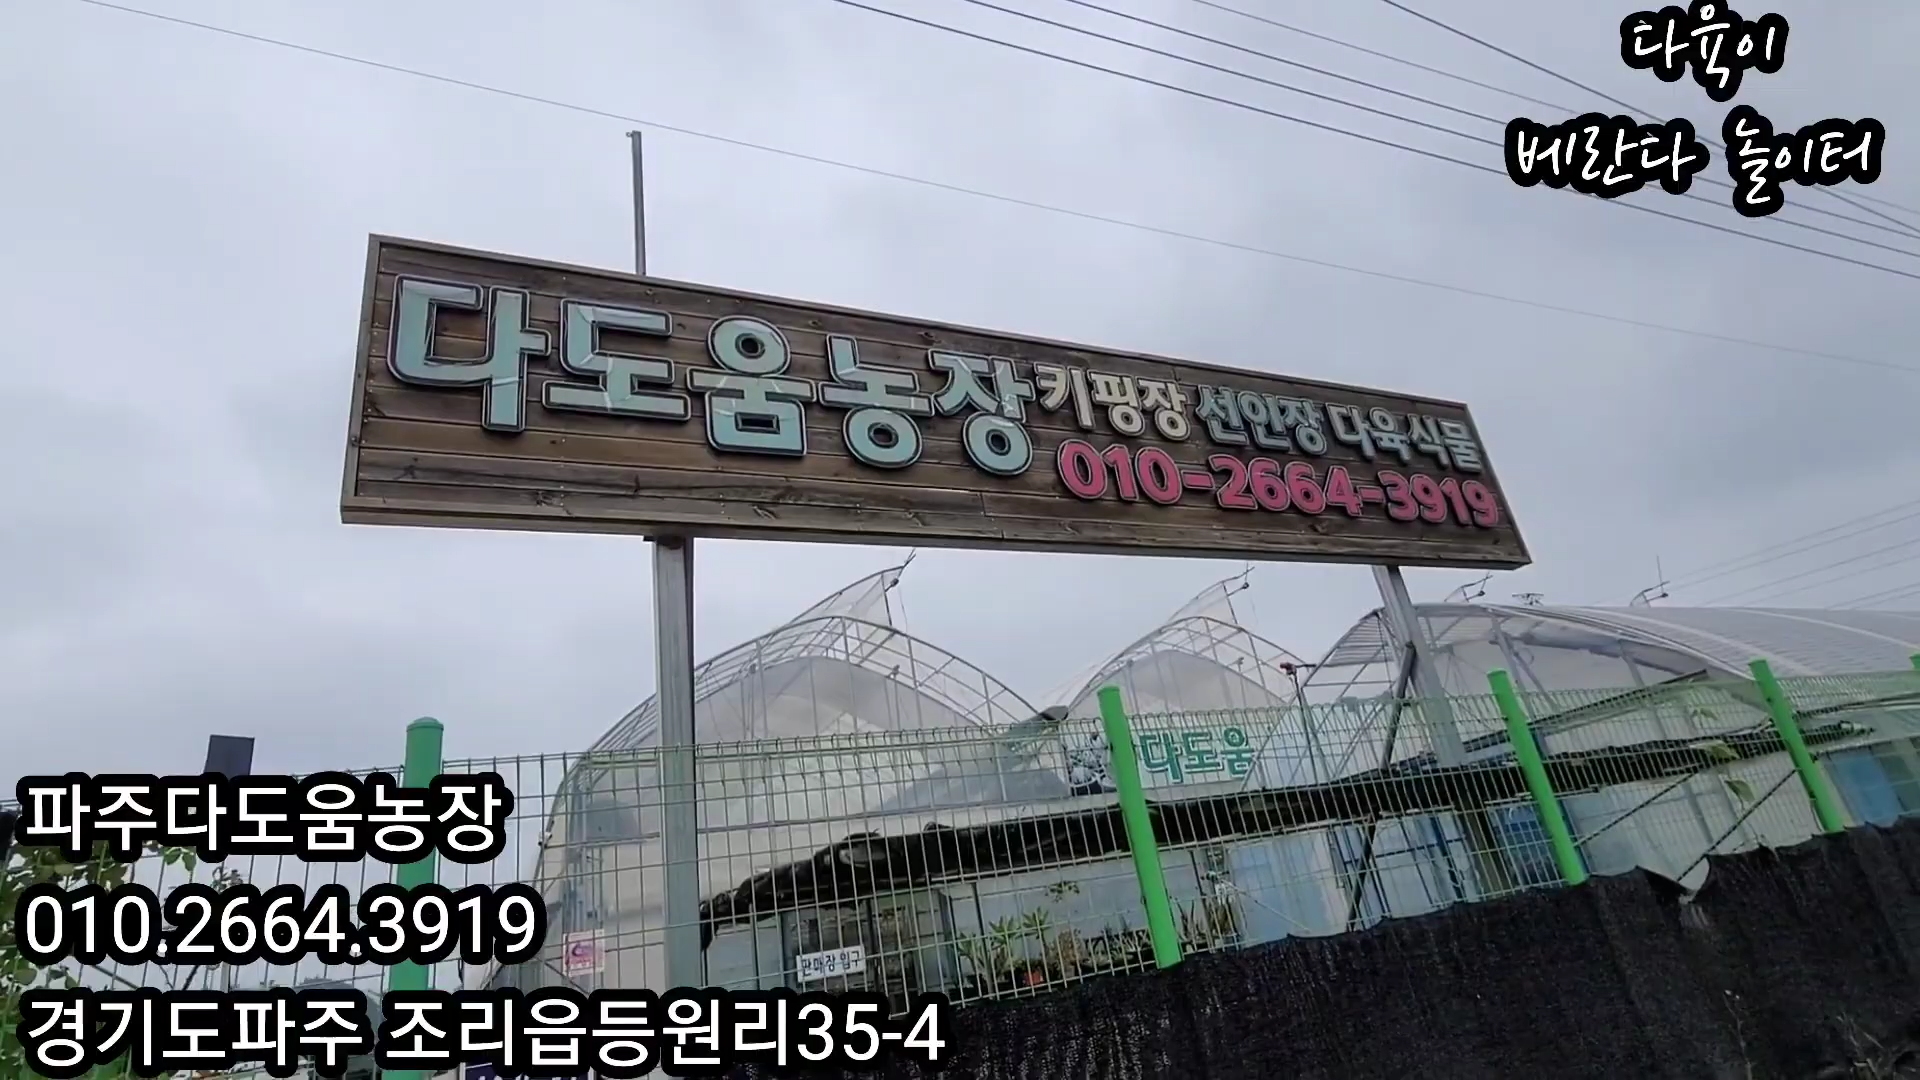 다육이
베란다 놀이터
다도움농장 키핑장 선인장 다육식물
010-2664-3919
다도움
판매장 입구
파주다도움농장
010.2664.3919
경기도파주 조리읍등원리35-4